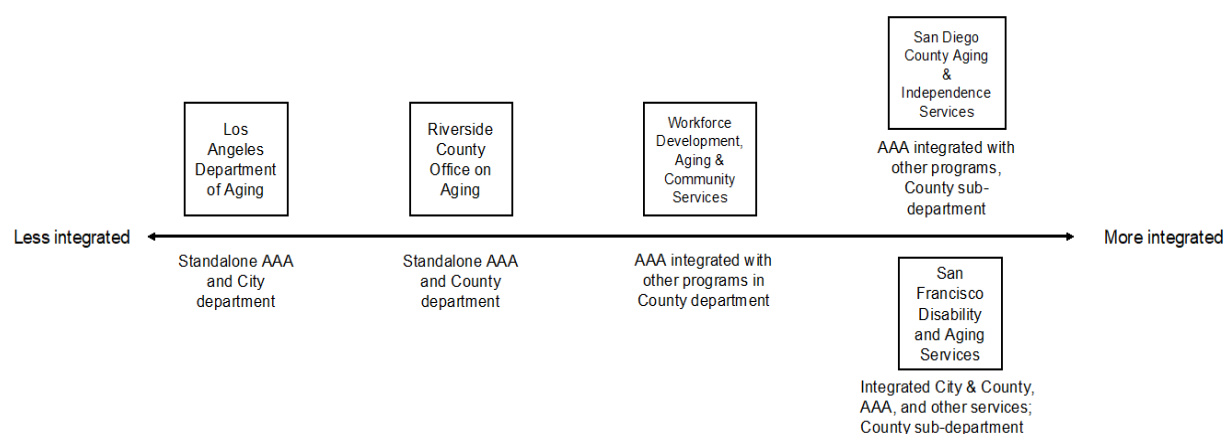 San Diego
County Aging
&
Independence
Services
Los
Angeles
Department
of Aging
Riverside
County
Office on
Aging
Workforce
Development,
Aging &
Community
Services
AAA integrated with
other programs,
County sub-
department
Less integrated
More integrated
Standalone AAA
and City
department
Standalone AAA
and County
department
AAA integrated with
other programs in
County department
San
Francisco
Disability
and Aging
Services
Integrated City & County,
AAA, and other services;
County sub-department